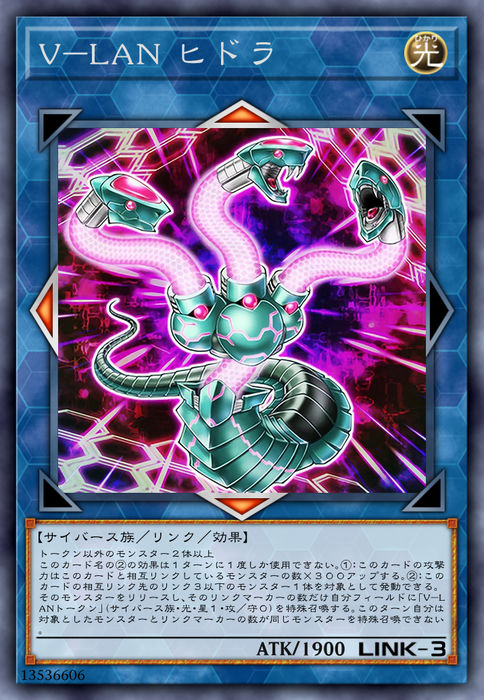 V－LAN ヒドラ
ひかり
光
【サイバース族／リンク／効果】
トークン以外のモンスター２体以上
このカード名の②の効果は１ターンに１度しか使用できない。①：このカードの攻撃
力はこのカードと相互リンクしているモンスターの数×３００アップする。②：このカ
ードの相互リンク先のリンク３以下のモンスター１体を対象として発動できる。
そのモンスターをリリースし、そのリンクマーカーの数だけ自分フィールドに「V－L
ANトークン」（サイバース族・光・星１・攻／守０）を特殊召喚する。このターン自分は
対象としたモンスターとリンクマーカーの数が同じモンスターを特殊召喚できない
。
ATK/1900 LINK-3
13536606